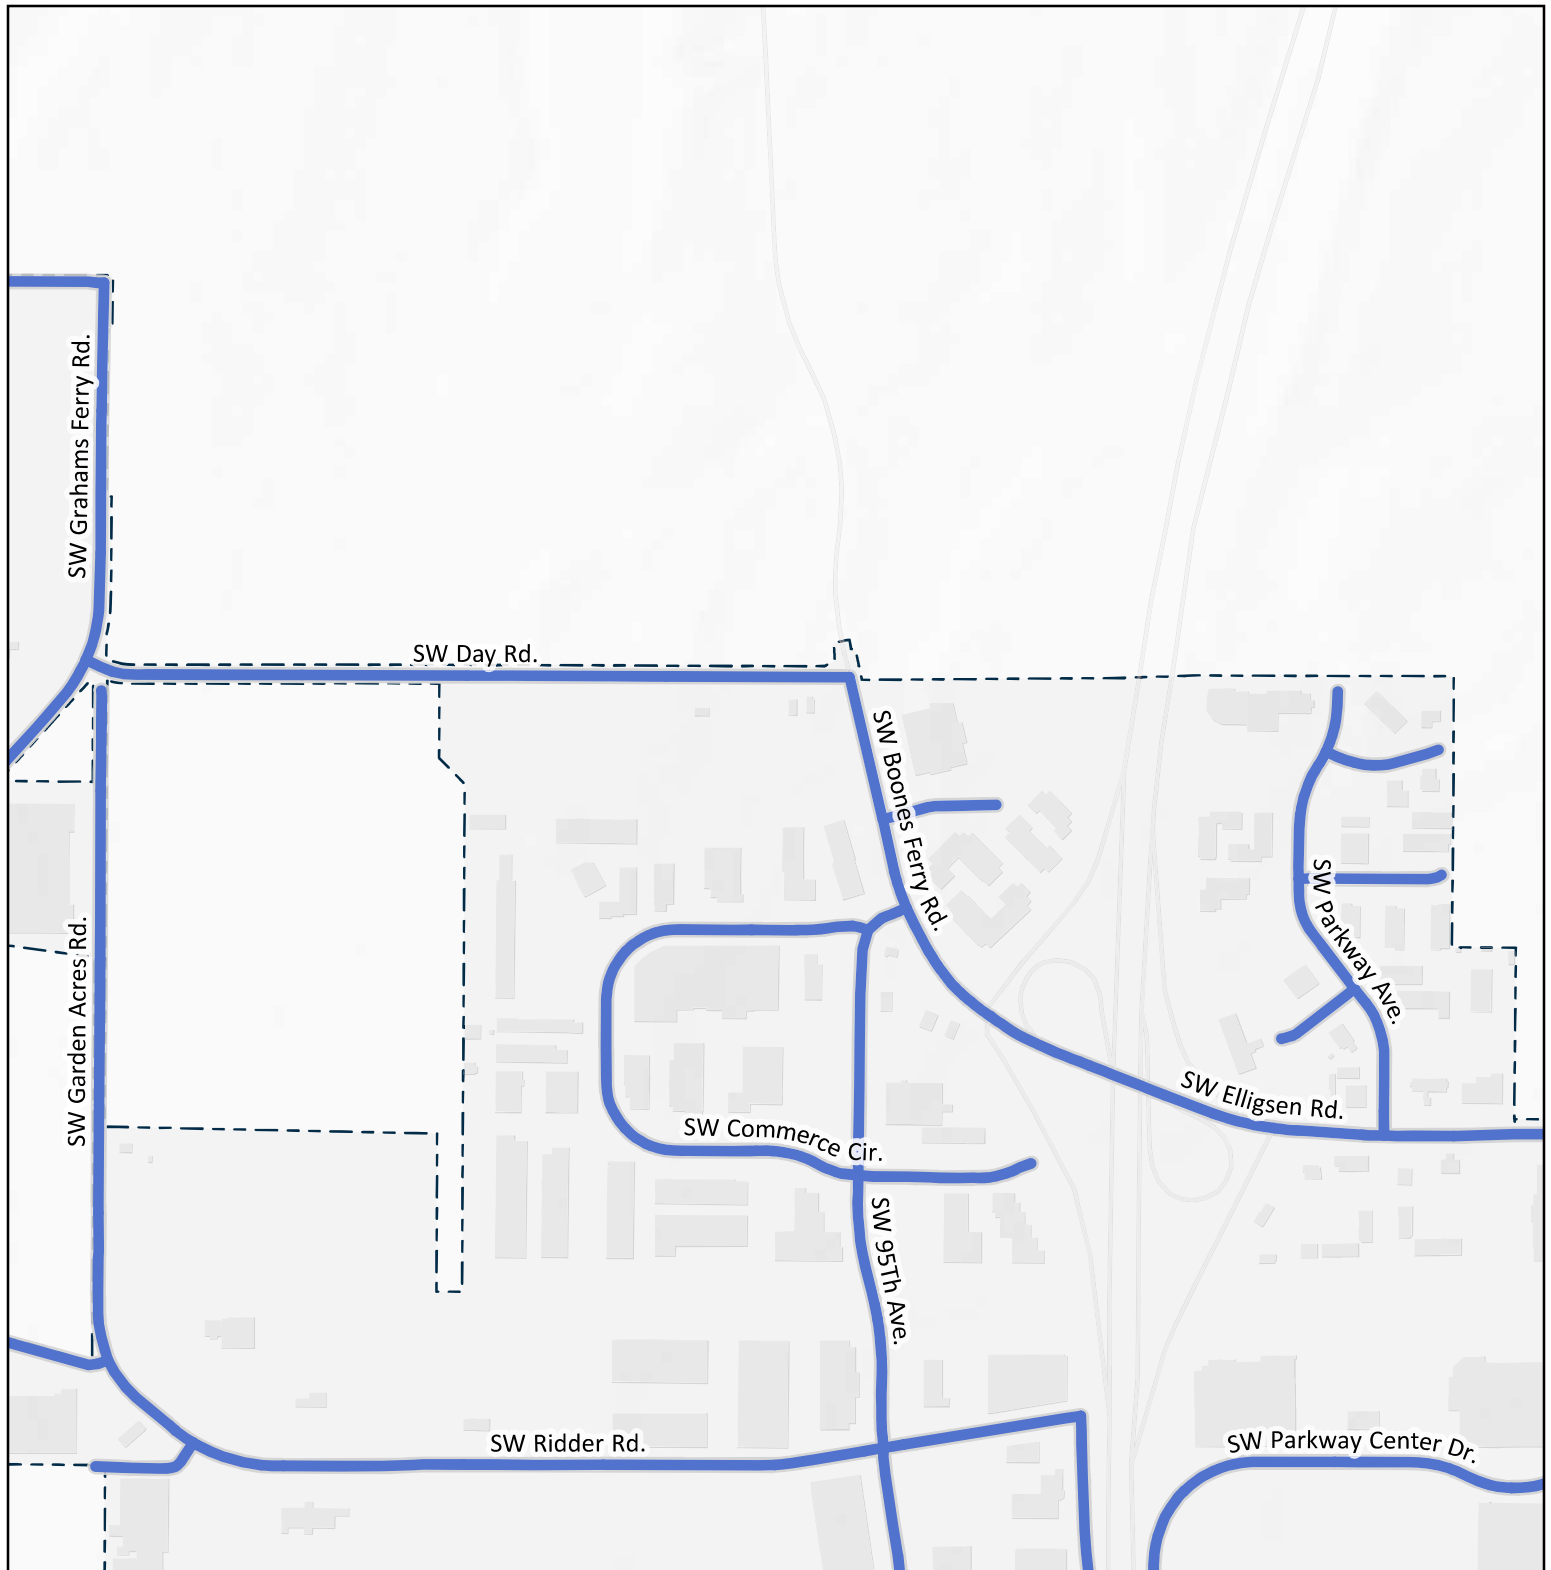 SW Grahams Ferry Rd.
SW Day Rd.
SW Boones Ferry Rd.
SW Parkway Ave.
SW Garden Acres Rd.
SW Elligsen Rd.
SW Commerce Cir.
SW 95Th Ave.
SW Ridder Rd.
SW Parkway Center Dr.